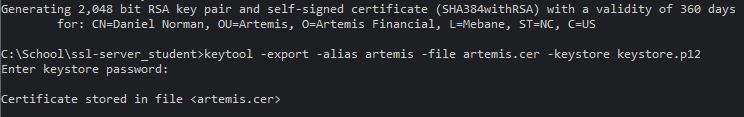 Generating 2,048 bit RSA key pair and self-signed certificate (SHA384withRSA) with a validity of 360 days
for: CN=Daniel Norman, OU=Artemis, O=Artemis Financial, L=Mebane, ST=NC, C=US
C:\School\ssl-server_student>keytool -export -alias artemis -file artemis.cer -keystore keystore.p12
Enter keystore password:
Certificate stored in file <artemis.cer>